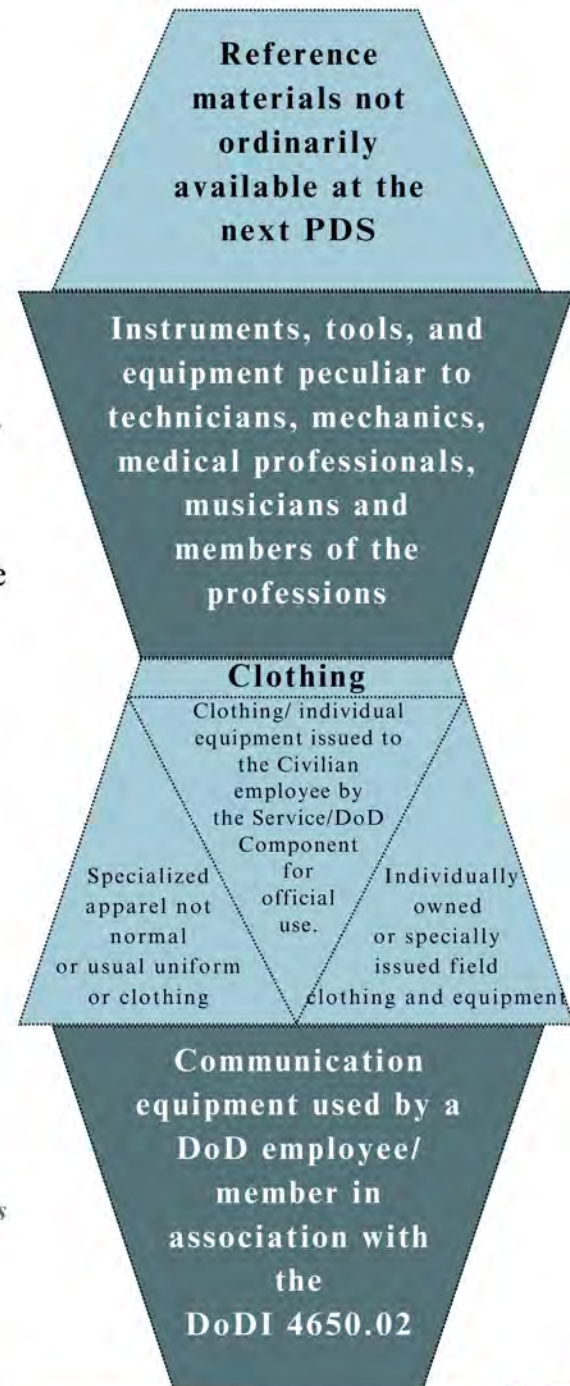 Reference
materials not
ordinarily
available at the
next PDS
Instruments, tools, and
equipment peculiar to
technicians, mechanics,
medical professionals,
musicians and
members of the
professions
Clothing
Clothing/ individual
equipment issued to
the Civilian
employee by
the Service/DoD
Component
for
official
use.
Specialized
apparel not
normal
or usual uniform
or clothing
Individually
owned
or specially
issued field
clothing and equipment
Communication
equipment used by a
DoD employee/
member in
association with
the
DoDI 4650.02